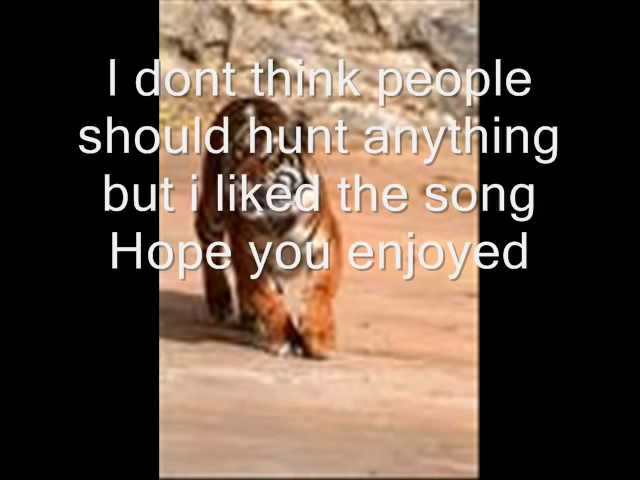 I dont think people
should hunt anything
but i liked the song
Hope you enjoyed